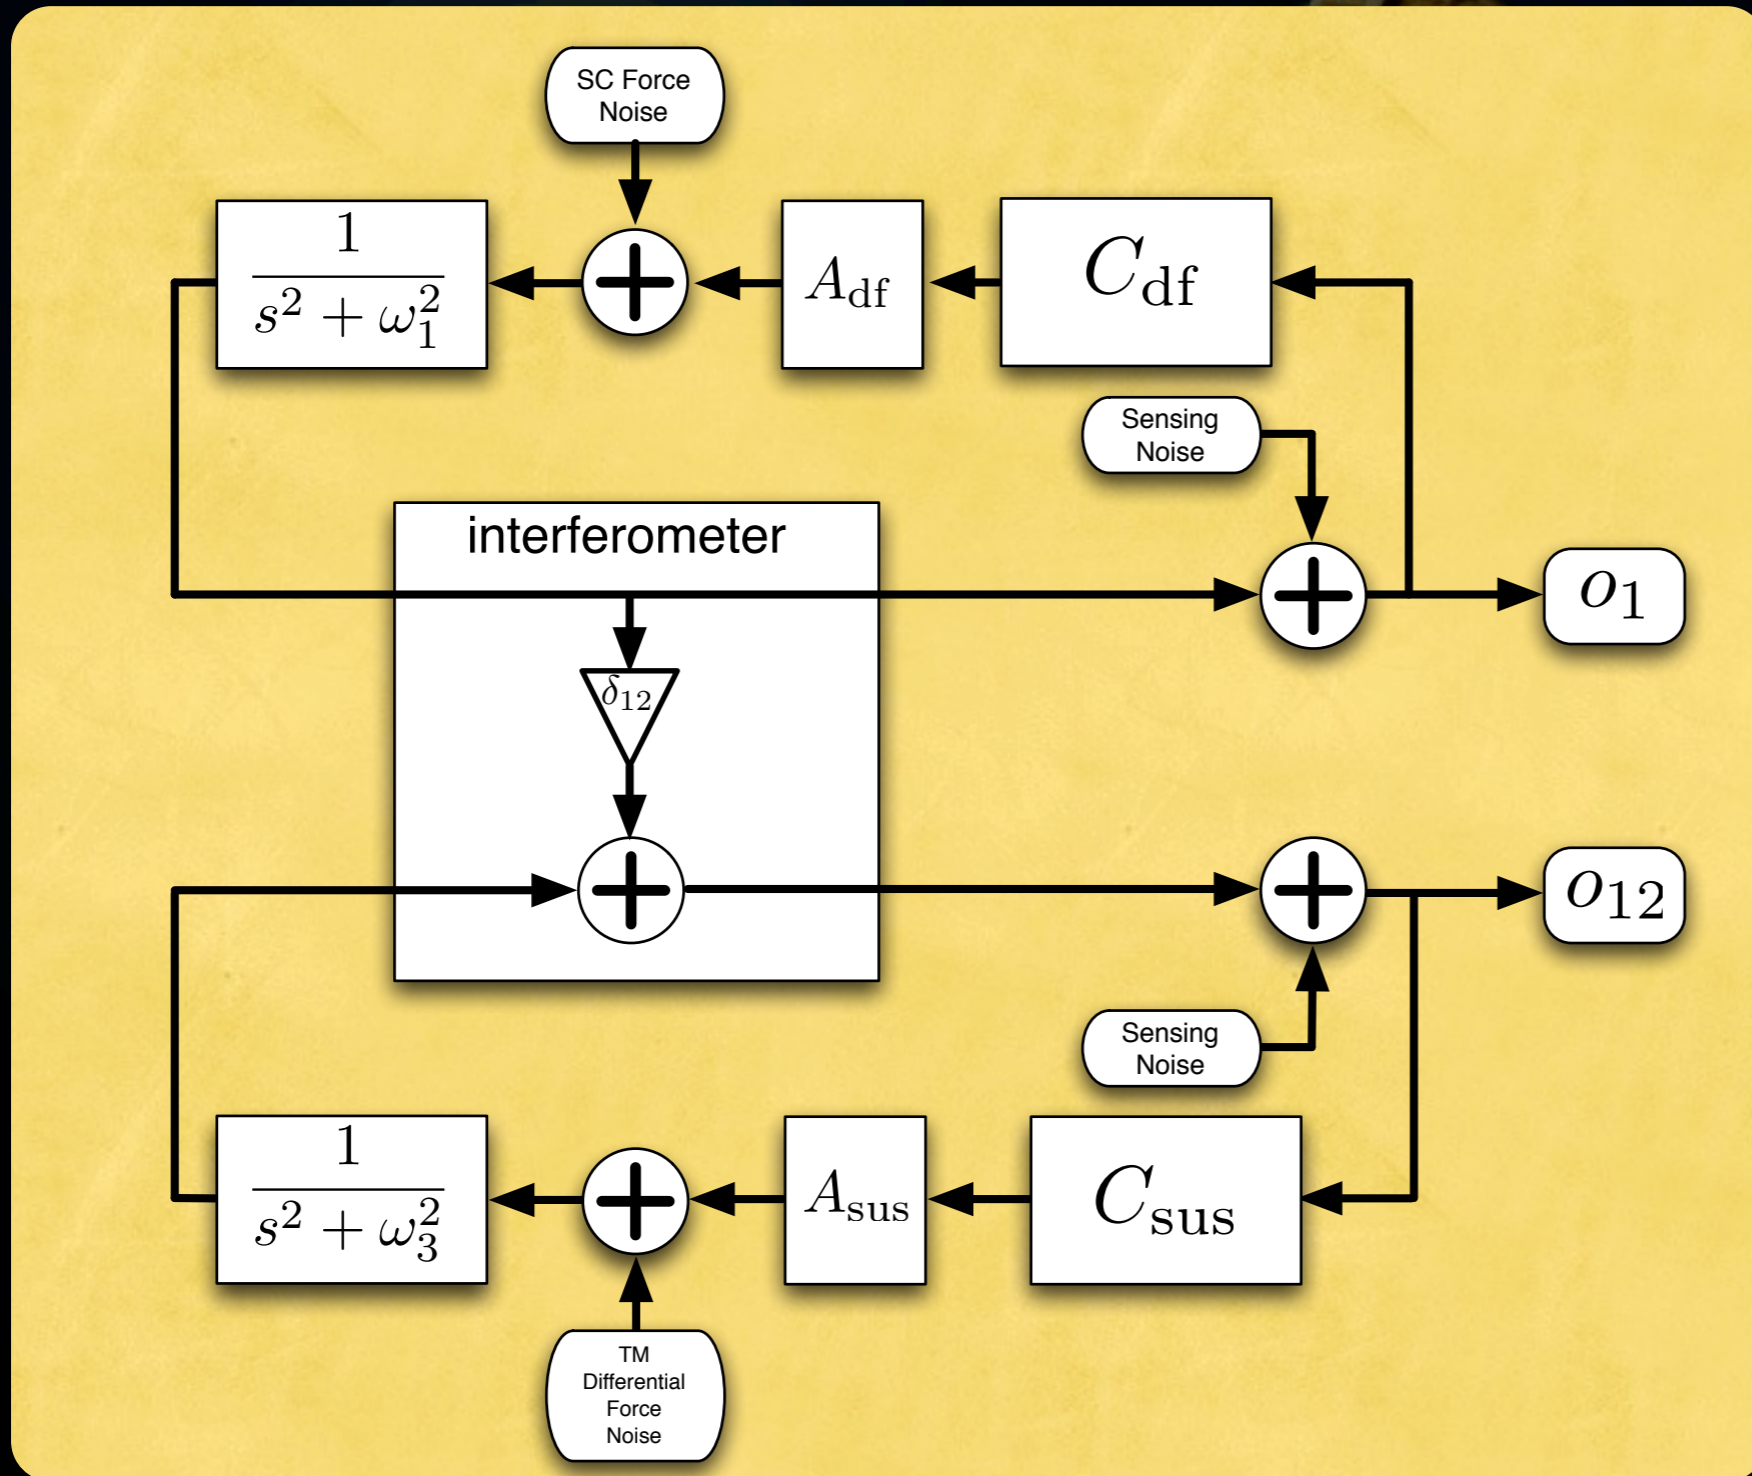 SC Force
Noise
1
s² + ω₁²
A_df
C_df
Sensing
Noise
interferometer
o₁
δ₁₂
o₁₂
Sensing
Noise
1
s² + ω₃²
A_sus
C_sus
TM
Differential
Force
Noise